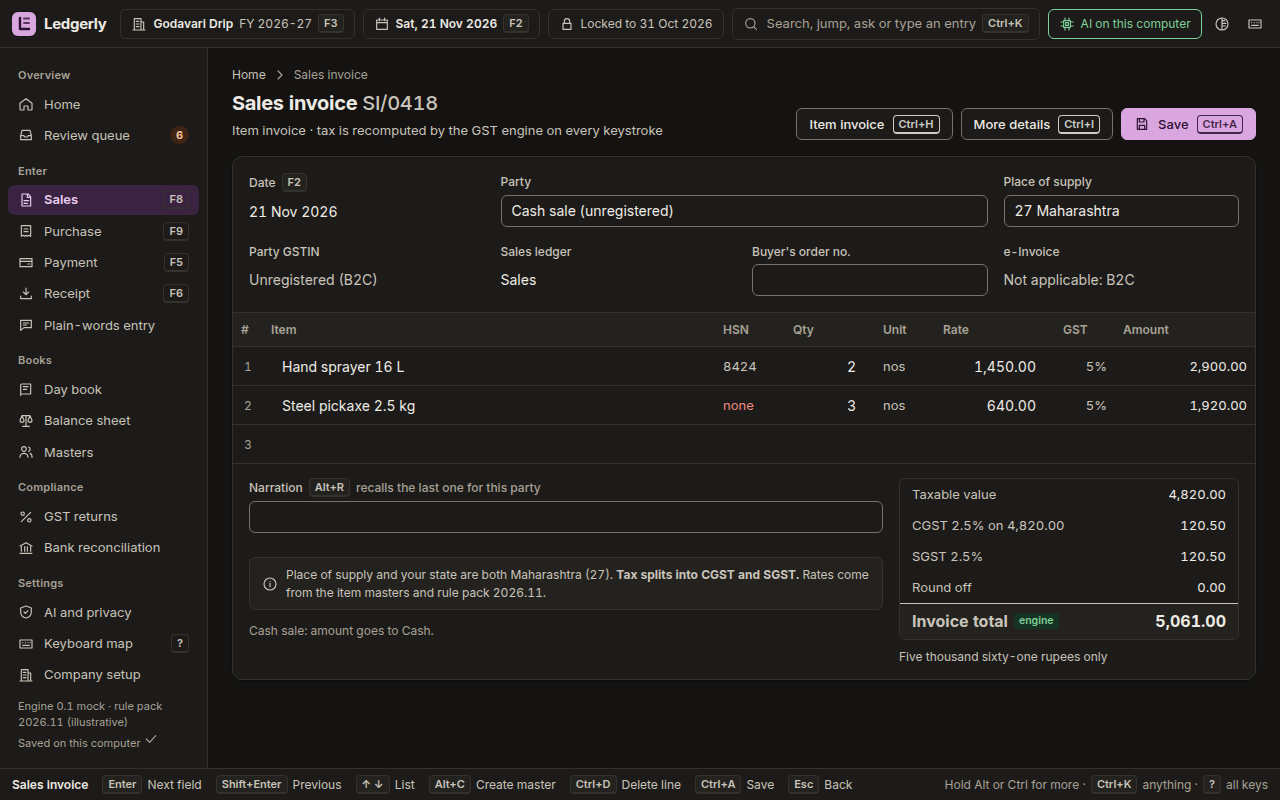 Ledgerly
Godavari Drip FY 2026-27 F3
Sat, 21 Nov 2026 F2
Locked to 31 Oct 2026
Search, jump, ask or type an entry Ctrl+K
AI on this computer
Overview
Home
Review queue 6
Enter
Sales F8
Purchase F9
Payment F5
Receipt F6
Plain-words entry
Books
Day book
Balance sheet
Masters
Compliance
GST returns
Bank reconciliation
Settings
AI and privacy
Keyboard map ?
Company setup
Engine 0.1 mock · rule pack
2026.11 (illustrative)
Saved on this computer
Home > Sales invoice
Sales invoice SI/0418
Item invoice · tax is recomputed by the GST engine on every keystroke
Item invoice Ctrl+H
More details Ctrl+I
Save Ctrl+A
Date F2
21 Nov 2026
Party
Cash sale (unregistered)
Place of supply
27 Maharashtra
Party GSTIN
Unregistered (B2C)
Sales ledger
Sales
Buyer's order no.
e-Invoice
Not applicable: B2C
# Item HSN Qty Unit Rate GST Amount
1 Hand sprayer 16 L 8424 2 nos 1,450.00 5% 2,900.00
2 Steel pickaxe 2.5 kg none 3 nos 640.00 5% 1,920.00
3
Narration Alt+R recalls the last one for this party
Place of supply and your state are both Maharashtra (27). Tax splits into CGST and SGST. Rates come
from the item masters and rule pack 2026.11.
Cash sale: amount goes to Cash.
Taxable value 4,820.00
CGST 2.5% on 4,820.00 120.50
SGST 2.5% 120.50
Round off 0.00
Invoice total engine 5,061.00
Five thousand sixty-one rupees only
Sales invoice Enter Next field Shift+Enter Previous ↑↓ List Alt+C Create master Ctrl+D Delete line Ctrl+A Save Esc Back Hold Alt or Ctrl for more · Ctrl+K anything · ? all keys